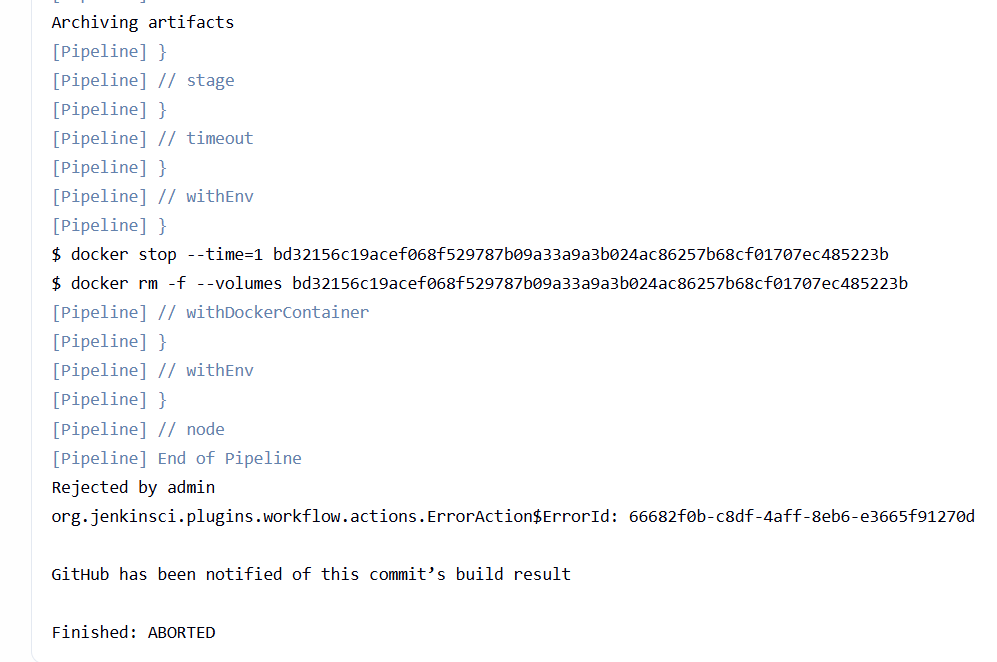 Archiving artifacts
[Pipeline] }
[Pipeline] // stage
[Pipeline] }
[Pipeline] // timeout
[Pipeline] }
[Pipeline] // withEnv
[Pipeline] }
$ docker stop --time=1 bd32156c19acef068f529787b09a33a9a3b024ac86257b68cf01707ec485223b
$ docker rm -f --volumes bd32156c19acef068f529787b09a33a9a3b024ac86257b68cf01707ec485223b
[Pipeline] // withDockerContainer
[Pipeline] }
[Pipeline] // withEnv
[Pipeline] }
[Pipeline] // node
[Pipeline] End of Pipeline
Rejected by admin
org.jenkinsci.plugins.workflow.actions.ErrorAction$ErrorId: 66682f0b-c8df-4aff-8eb6-e3665f91270d
GitHub has been notified of this commit’s build result
Finished: ABORTED